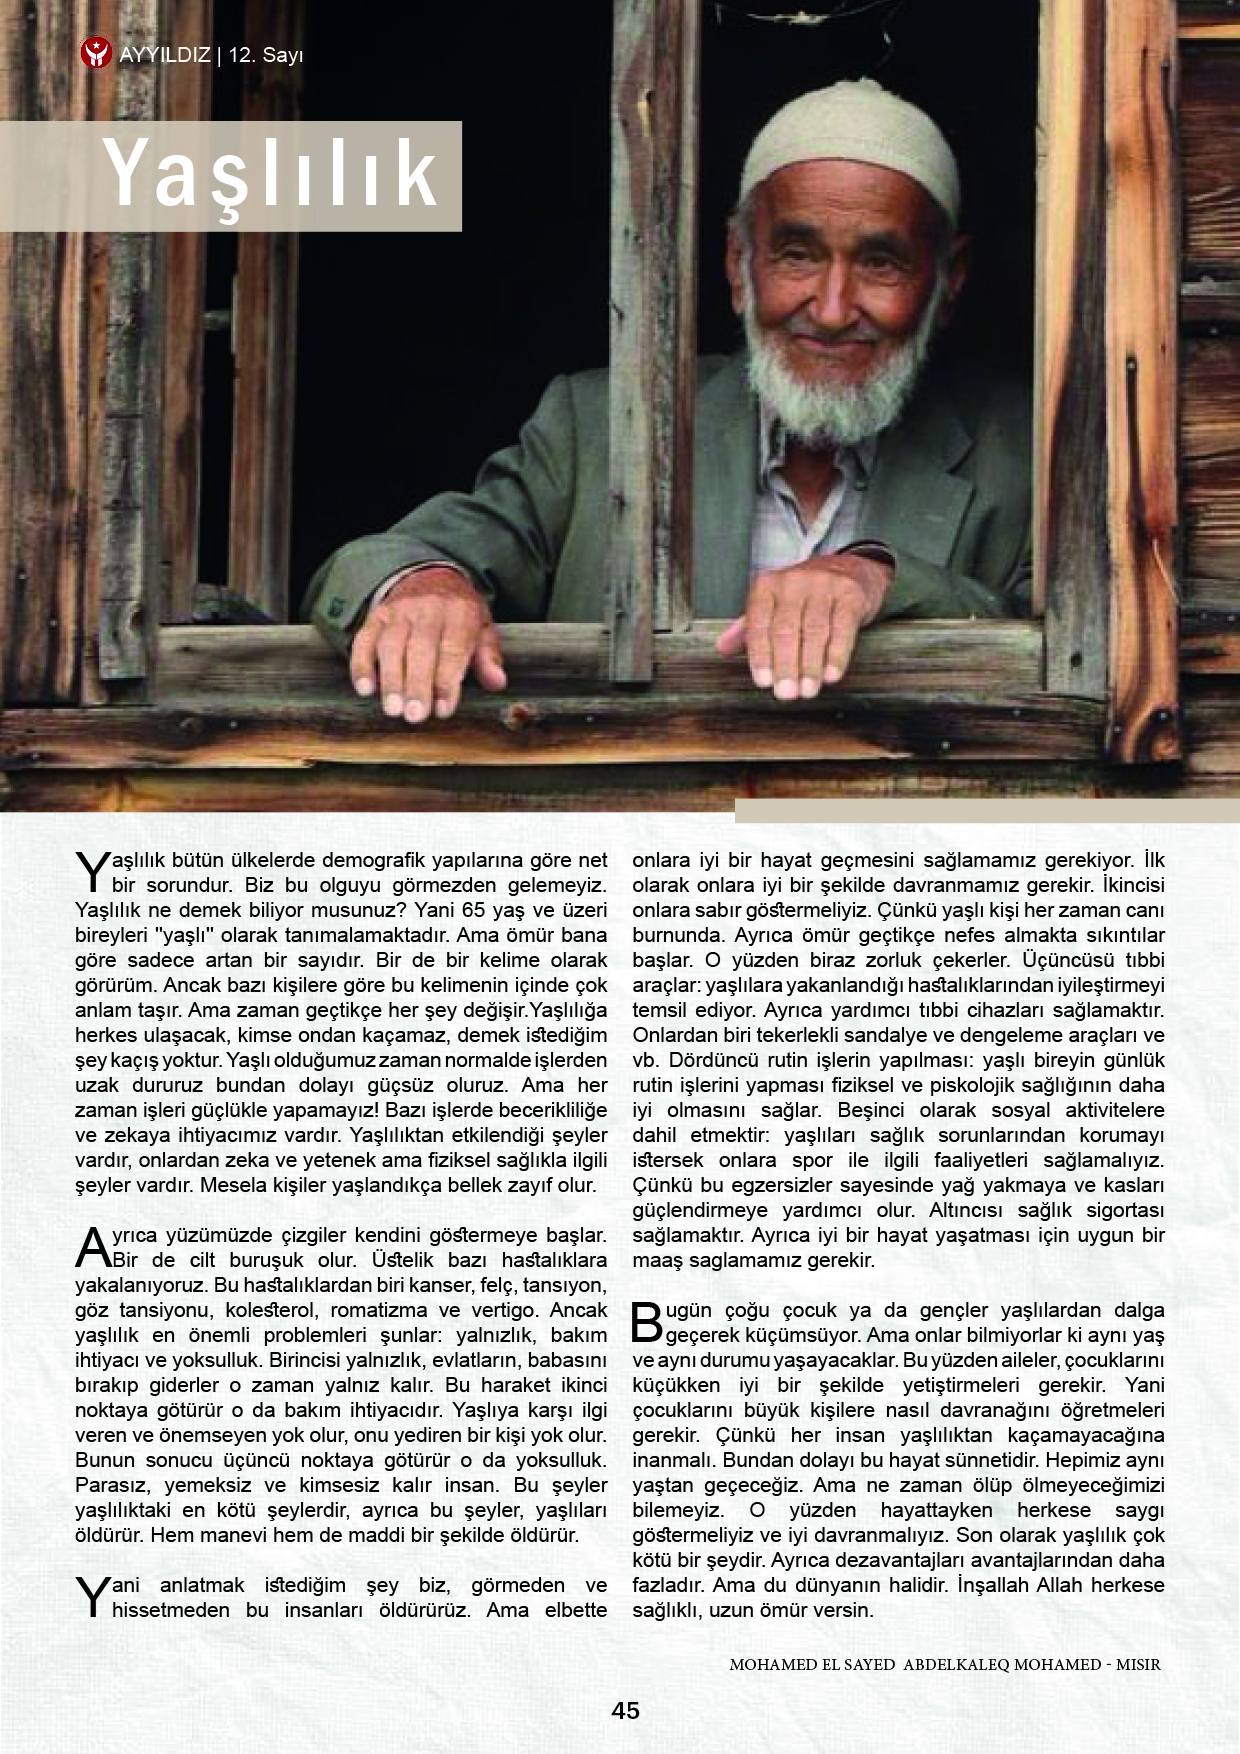 AYYILDIZ | 12. Sayı
Yaşlılık
Yaşlılık bütün ülkelerde demografik yapılarına göre net
bir sorundur. Biz bu olguyu görmezden gelemeyiz.
Yaşlılık ne demek biliyor musunuz? Yani 65 yaş ve üzeri
bireyleri "yaşlı" olarak tanımalamaktadır. Ama ömür bana
göre sadece artan bir sayıdır. Bir de bir kelime olarak
görürüm. Ancak bazı kişilere göre bu kelimenin içinde çok
anlam taşır. Ama zaman geçtikçe her şey değişir.Yaşlılığa
herkes ulaşacak, kimse ondan kaçamaz, demek istediğim
şey kaçış yoktur. Yaşlı olduğumuz zaman normalde işlerden
uzak dururuz bundan dolayı güçsüz oluruz. Ama her
zaman işleri güçlükle yapamayız! Bazı işlerde becerikliliğe
ve zekaya ihtiyacımız vardır. Yaşlılıktan etkilendiği şeyler
vardır, onlardan zeka ve yetenek ama fiziksel sağlıkla ilgili
şeyler vardır. Mesela kişiler yaşlandıkça bellek zayıf olur.
Ayrıca yüzümüzde çizgiler kendini göstermeye başlar.
Bir de cilt buruşuk olur. Üstelik bazı hastalıklara
yakalanıyoruz. Bu hastalıklardan biri kanser, felç, tansıyon,
göz tansiyonu, kolesterol, romatizma ve vertigo. Ancak
yaşlılık en önemli problemleri şunlar: yalnızlık, bakım
ihtiyacı ve yoksulluk. Birincisi yalnızlık, evlatların, babasını
bırakıp giderler o zaman yalnız kalır. Bu haraket ikinci
noktaya götürür o da bakım ihtiyacıdır. Yaşlıya karşı ilgi
veren ve önemseyen yok olur, onu yediren bir kişi yok olur.
Bunun sonucu üçüncü noktaya götürür o da yoksulluk.
Parasız, yemeksiz ve kimsesiz kalır insan. Bu şeyler
yaşlılıktaki en kötü şeylerdir, ayrıca bu şeyler, yaşlıları
öldürür. Hem manevi hem de maddi bir şekilde öldürür.
Yani anlatmak istediğim şey biz, görmeden ve
hissetmeden bu insanları öldürürüz. Ama elbette
onlara iyi bir hayat geçmesini sağlamamız gerekiyor. İlk
olarak onlara iyi bir şekilde davranmamız gerekir. İkincisi
onlara sabır göstermeliyiz. Çünkü yaşlı kişi her zaman canı
burnunda. Ayrıca ömür geçtikçe nefes almakta sıkıntılar
başlar. O yüzden biraz zorluk çekerler. Üçüncüsü tıbbi
araçlar: yaşlılara yakanlandığı hastalıklarından iyileştirmeyi
temsil ediyor. Ayrıca yardımcı tıbbi cihazları sağlamaktır.
Onlardan biri tekerlekli sandalye ve dengeleme araçları ve
vb. Dördüncü rutin işlerin yapılması: yaşlı bireyin günlük
rutin işlerini yapması fiziksel ve piskolojik sağlığının daha
iyi olmasını sağlar. Beşinci olarak sosyal aktivitelere
dahil etmektir: yaşlıları sağlık sorunlarından korumayı
istersek onlara spor ile ilgili faaliyetleri sağlamalıyız.
Çünkü bu egzersizler sayesinde yağ yakmaya ve kasları
güçlendirmeye yardımcı olur. Altıncısı sağlık sigortası
sağlamaktır. Ayrıca iyi bir hayat yaşatması için uygun bir
maaş saglamamız gerekir.
Bugün çoğu çocuk ya da gençler yaşlılardan dalga
geçerek küçümsüyor. Ama onlar bilmiyorlar ki aynı yaş
ve aynı durumu yaşayacaklar. Bu yüzden aileler, çocuklarını
küçükken iyi bir şekilde yetiştirmeleri gerekir. Yani
çocuklarını büyük kişilere nasıl davranağını öğretmeleri
gerekir. Çünkü her insan yaşlılıktan kaçamayacağına
inanmalı. Bundan dolayı bu hayat sünnetidir. Hepimiz aynı
yaştan geçeceğiz. Ama ne zaman ölüp ölmeyeceğimizi
bilemeyiz. O yüzden hayattayken herkese saygı
göstermeliyiz ve iyi davranmalıyız. Son olarak yaşlılık çok
kötü bir şeydir. Ayrıca dezavantajları avantajlarından daha
fazladır. Ama du dünyanın halidir. İnşallah Allah herkese
sağlıklı, uzun ömür versin.
MOHAMED EL SAYED ABDELKALEQ MOHAMED - MISIR
45